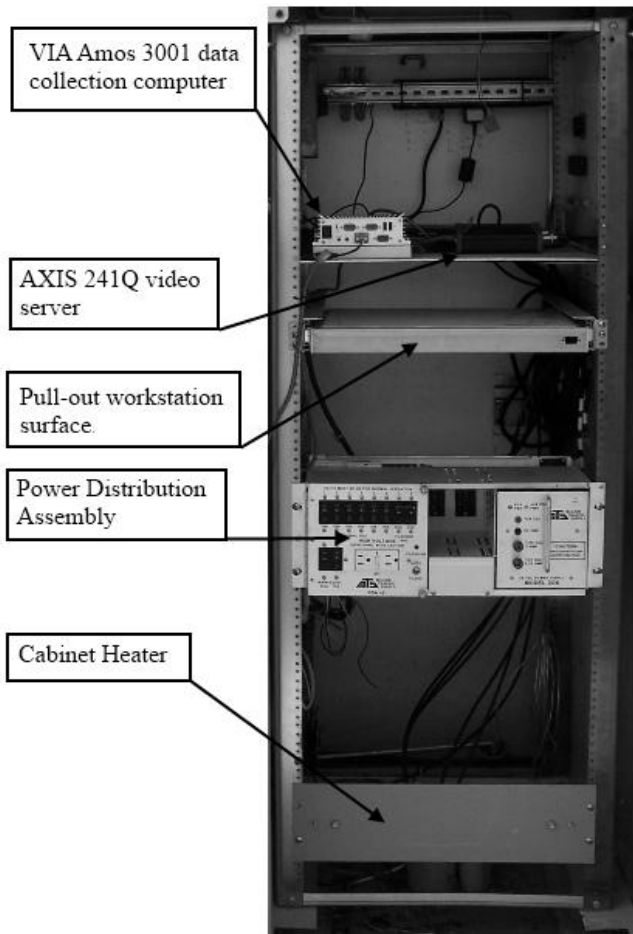 VIA Amos 3001 data
collection computer
AXIS 241Q video
server
Pull-out workstation
surface.
Power Distribution
Assembly
Cabinet Heater